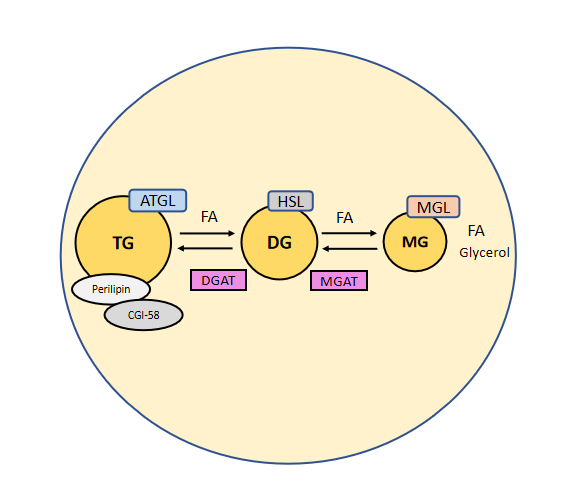 ATGL
HSL
MGL
FA
FA
FA
TG
DG
MG
Glycerol
DGAT
MGAT
Perilipin
CGI-58